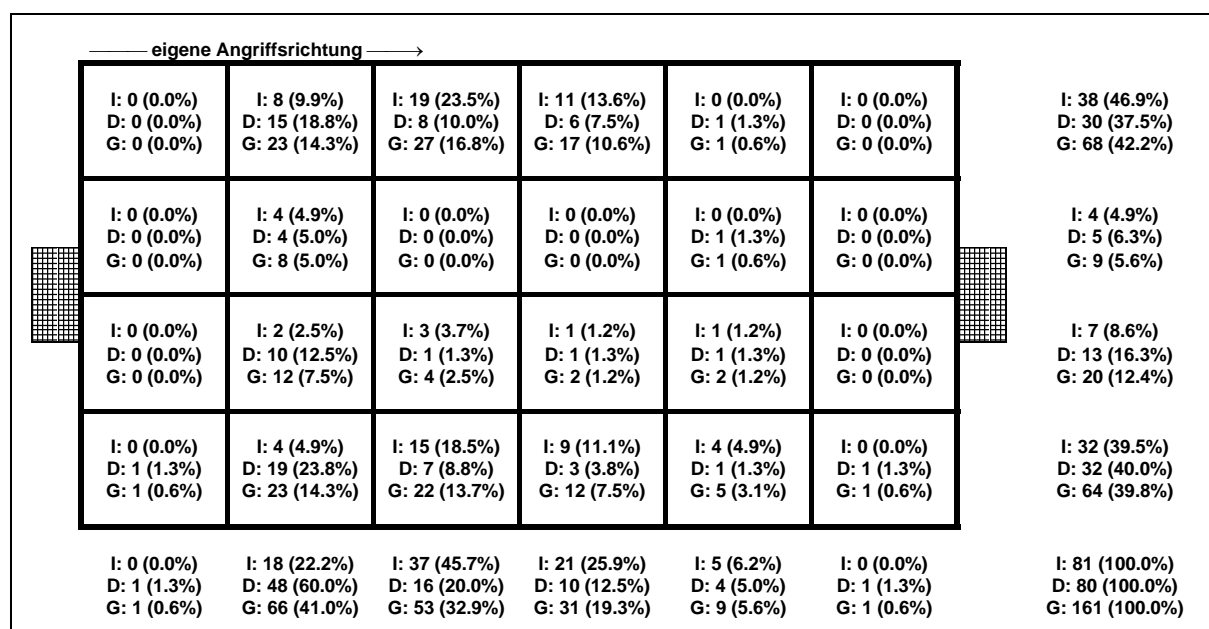 eigene Angriffsrichtung
I: 0 (0.0%) I: 8 (9.9%) I: 19 (23.5%) I: 11 (13.6%) I: 0 (0.0%) I: 0 (0.0%) I: 38 (46.9%)
D: 0 (0.0%) D: 15 (18.8%) D: 8 (10.0%) D: 6 (7.5%) D: 1 (1.3%) D: 0 (0.0%) D: 30 (37.5%)
G: 0 (0.0%) G: 23 (14.3%) G: 27 (16.8%) G: 17 (10.6%) G: 1 (0.6%) G: 0 (0.0%) G: 68 (42.2%)
I: 0 (0.0%) I: 4 (4.9%) I: 0 (0.0%) I: 0 (0.0%) I: 0 (0.0%) I: 0 (0.0%) I: 4 (4.9%)
D: 0 (0.0%) D: 4 (5.0%) D: 0 (0.0%) D: 0 (0.0%) D: 1 (1.3%) D: 0 (0.0%) D: 5 (6.3%)
G: 0 (0.0%) G: 8 (5.0%) G: 0 (0.0%) G: 0 (0.0%) G: 1 (0.6%) G: 0 (0.0%) G: 9 (5.6%)
I: 0 (0.0%) I: 2 (2.5%) I: 3 (3.7%) I: 1 (1.2%) I: 1 (1.2%) I: 0 (0.0%) I: 7 (8.6%)
D: 0 (0.0%) D: 10 (12.5%) D: 1 (1.3%) D: 1 (1.3%) D: 1 (1.3%) D: 0 (0.0%) D: 13 (16.3%)
G: 0 (0.0%) G: 12 (7.5%) G: 4 (2.5%) G: 2 (1.2%) G: 2 (1.2%) G: 0 (0.0%) G: 20 (12.4%)
I: 0 (0.0%) I: 4 (4.9%) I: 15 (18.5%) I: 9 (11.1%) I: 4 (4.9%) I: 0 (0.0%) I: 32 (39.5%)
D: 1 (1.3%) D: 19 (23.8%) D: 7 (8.8%) D: 3 (3.8%) D: 1 (1.3%) D: 1 (1.3%) D: 32 (40.0%)
G: 1 (0.6%) G: 23 (14.3%) G: 22 (13.7%) G: 12 (7.5%) G: 5 (3.1%) G: 1 (0.6%) G: 64 (39.8%)
I: 0 (0.0%) I: 18 (22.2%) I: 37 (45.7%) I: 21 (25.9%) I: 5 (6.2%) I: 0 (0.0%) I: 81 (100.0%)
D: 1 (1.3%) D: 48 (60.0%) D: 16 (20.0%) D: 10 (12.5%) D: 4 (5.0%) D: 1 (1.3%) D: 80 (100.0%)
G: 1 (0.6%) G: 66 (41.0%) G: 53 (32.9%) G: 31 (19.3%) G: 9 (5.6%) G: 1 (0.6%) G: 161 (100.0%)